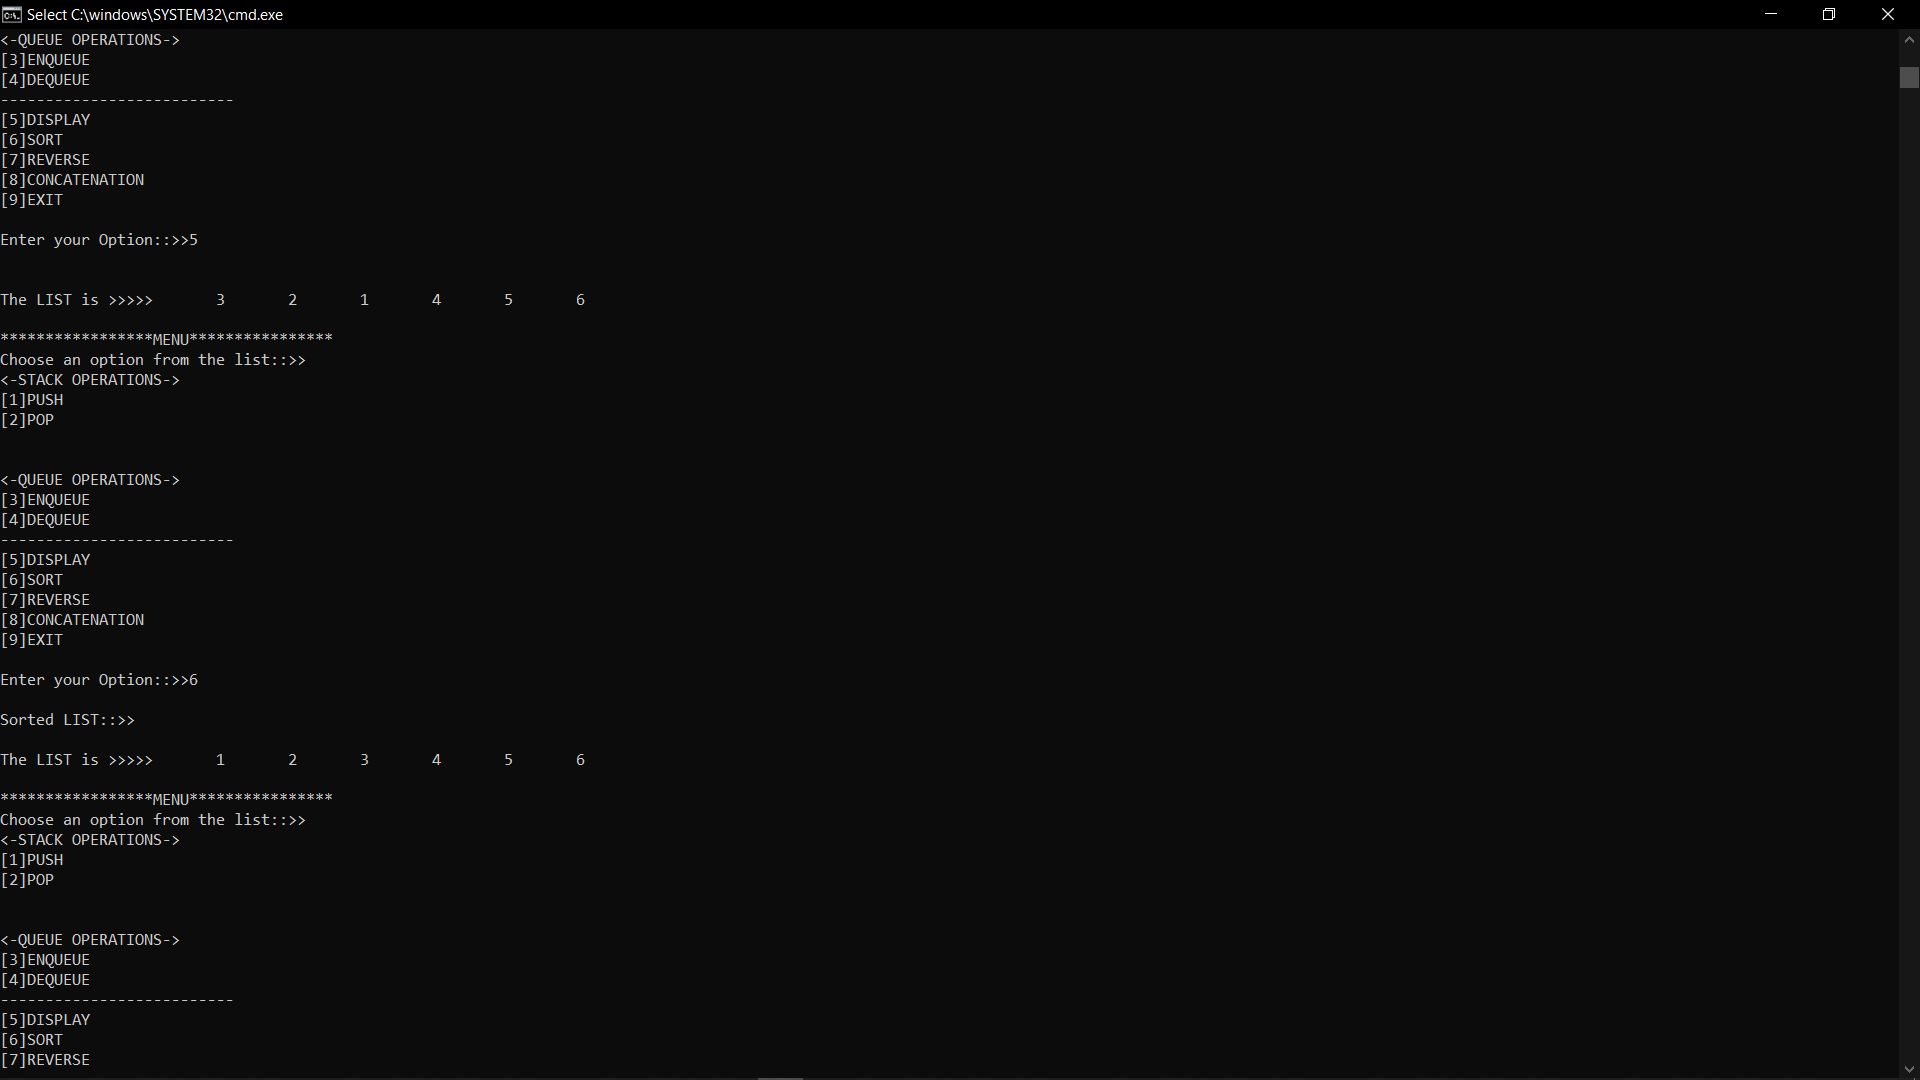 Select C:\windows\SYSTEM32\cmd.exe
<-QUEUE OPERATIONS->
[3]ENQUEUE
[4]DEQUEUE
--------------------------
[5]DISPLAY
[6]SORT
[7]REVERSE
[8]CONCATENATION
[9]EXIT
Enter your Option::>>5
The LIST is >>>>> 3 2 1 4 5 6
*****************MENU****************
Choose an option from the list::>>
<-STACK OPERATIONS->
[1]PUSH
[2]POP
<-QUEUE OPERATIONS->
[3]ENQUEUE
[4]DEQUEUE
--------------------------
[5]DISPLAY
[6]SORT
[7]REVERSE
[8]CONCATENATION
[9]EXIT
Enter your Option::>>6
Sorted LIST::>>
The LIST is >>>>> 1 2 3 4 5 6
*****************MENU****************
Choose an option from the list::>>
<-STACK OPERATIONS->
[1]PUSH
[2]POP
<-QUEUE OPERATIONS->
[3]ENQUEUE
[4]DEQUEUE
--------------------------
[5]DISPLAY
[6]SORT
[7]REVERSE